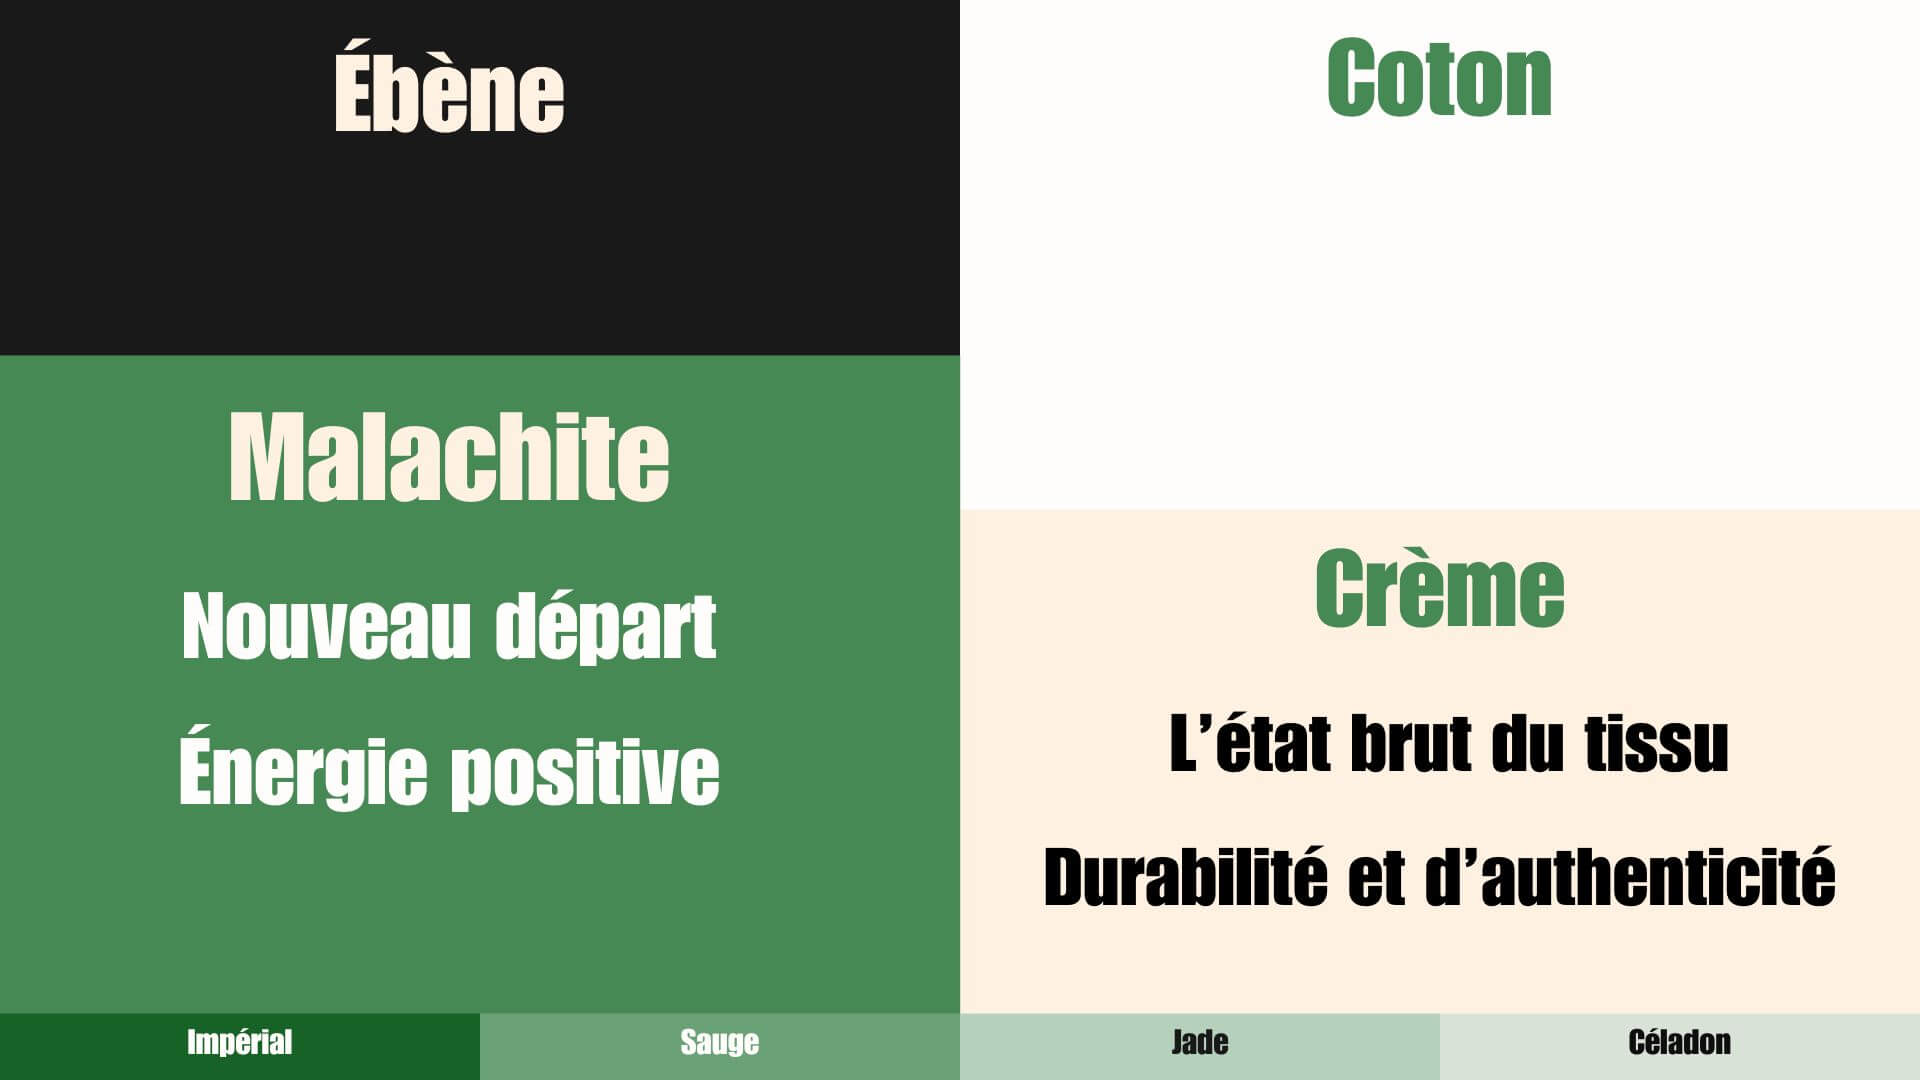 Ébène
Coton
Malachite
Nouveau départ
Énergie positive
Crème
L’état brut du tissu
Durabilité et d’authenticité
Impérial
Sauge
Jade
Céladon